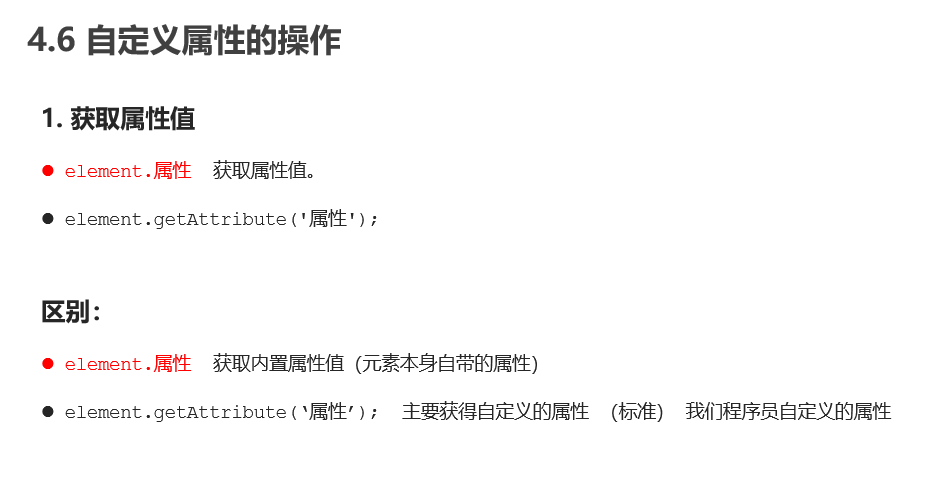 4.6 自定义属性的操作
1. 获取属性值
● element.属性 获取属性值。
● element.getAttribute('属性');
区别：
● element.属性 获取内置属性值（元素本身自带的属性）
● element.getAttribute(‘属性’); 主要获得自定义的属性 （标准） 我们程序员自定义的属性